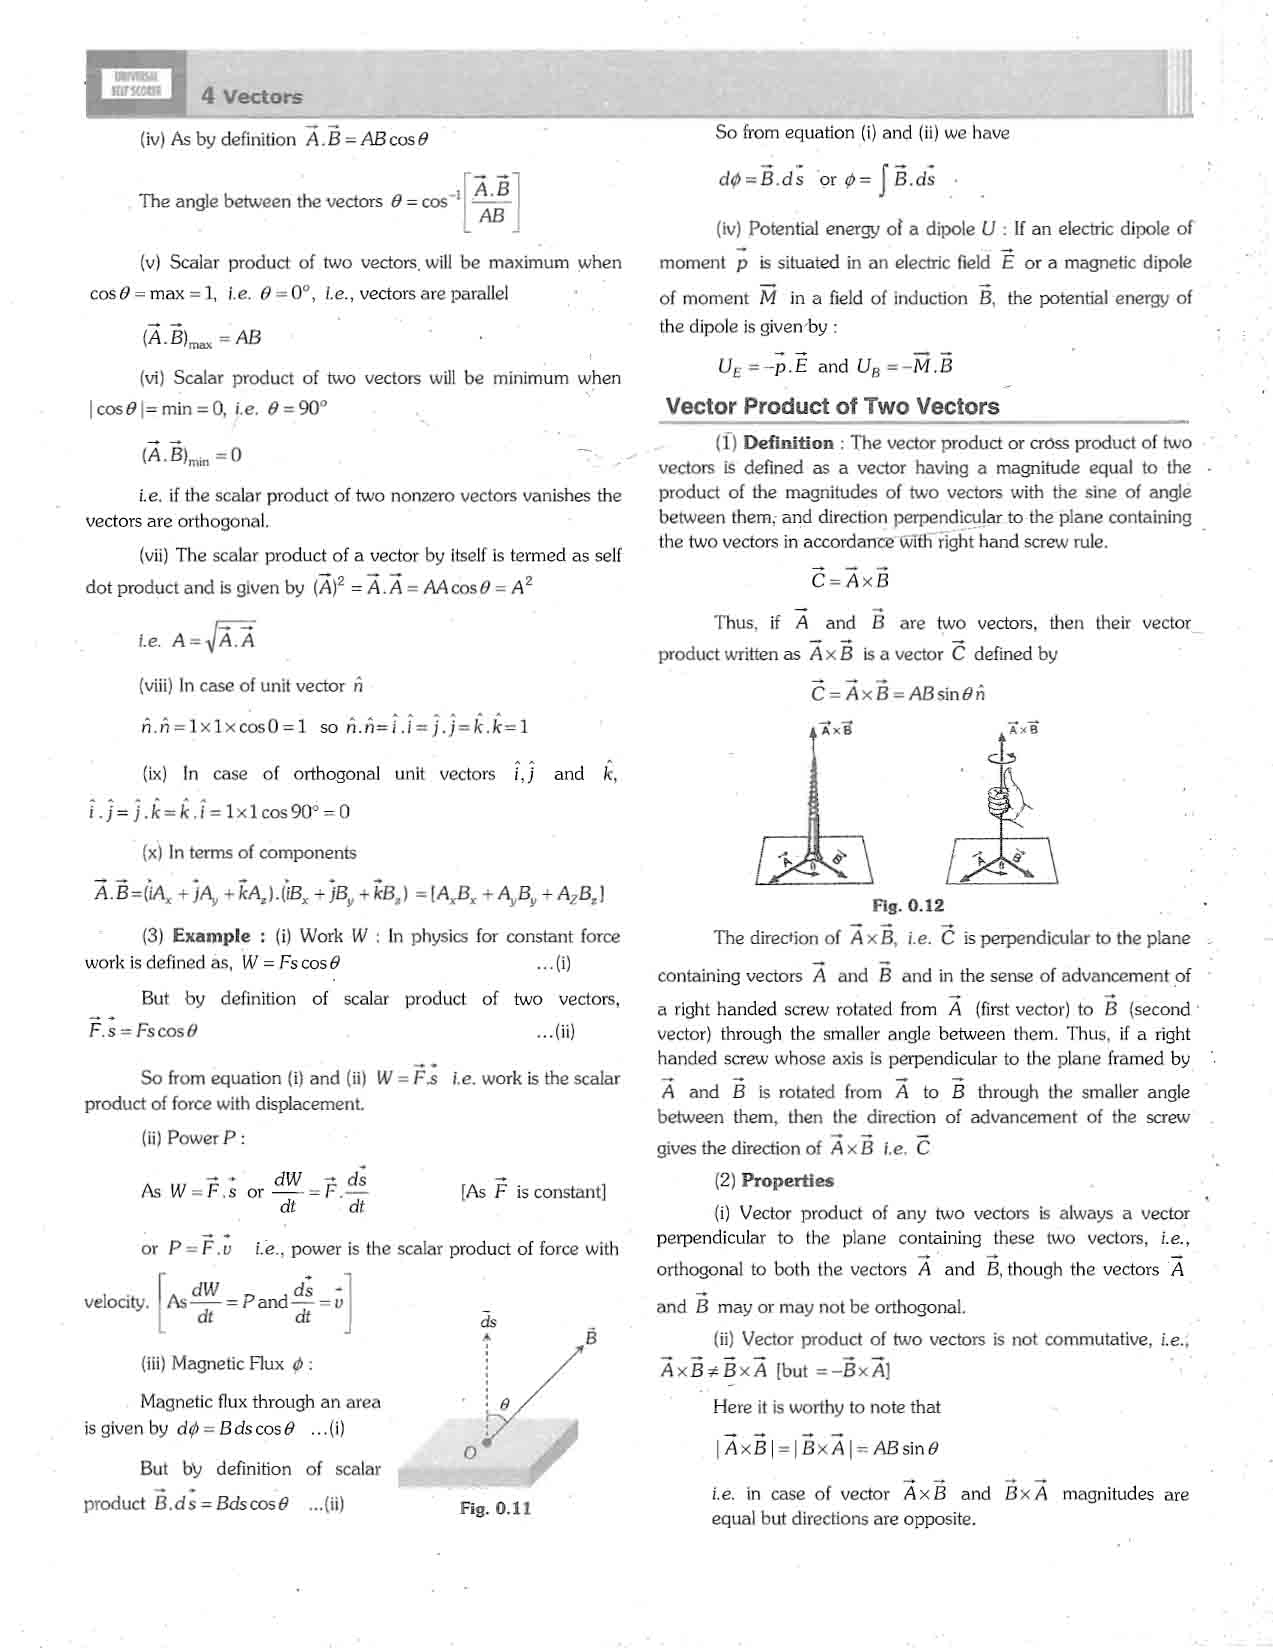 UNIVERSAL
SELF SCORER
4 Vectors
(iv) As by definition $\vec{A}.\vec{B} = AB\cos\theta$
The angle between the vectors $\theta = \cos^{-1}\left[\frac{\vec{A}.\vec{B}}{AB}\right]$
(v) Scalar product of two vectors will be maximum when
$\cos\theta = \max = 1$, i.e. $\theta = 0°$, i.e., vectors are parallel
$(\vec{A}.\vec{B})_{max} = AB$
(vi) Scalar product of two vectors will be minimum when
$|\cos\theta| = \min = 0$, i.e. $\theta = 90°$
$(\vec{A}.\vec{B})_{min} = 0$
i.e. if the scalar product of two nonzero vectors vanishes the
vectors are orthogonal.
(vii) The scalar product of a vector by itself is termed as self
dot product and is given by $(\vec{A})^2 = \vec{A}.\vec{A} = AA\cos\theta = A^2$
i.e. $A = \sqrt{\vec{A}.\vec{A}}$
(viii) In case of unit vector $\hat{n}$
$\hat{n}.\hat{n} = 1 \times 1 \times \cos 0 = 1$ so $\hat{n}.\hat{n} = \hat{i}.\hat{i} = \hat{j}.\hat{j} = \hat{k}.\hat{k} = 1$
(ix) In case of orthogonal unit vectors $\hat{i}, \hat{j}$ and $\hat{k}$,
$\hat{i}.\hat{j} = \hat{j}.\hat{k} = \hat{k}.\hat{i} = 1 \times 1\cos 90° = 0$
(x) In terms of components
$\vec{A}.\vec{B} = (\vec{i}A_x + \vec{j}A_y + \vec{k}A_z).(\vec{i}B_x + \vec{j}B_y + \vec{k}B_z) = [A_xB_x + A_yB_y + A_ZB_z]$
(3) Example : (i) Work W : In physics for constant force
work is defined as, $W = Fs\cos\theta$ ...(i)
But by definition of scalar product of two vectors,
$\vec{F}.\vec{s} = Fs\cos\theta$ ...(ii)
So from equation (i) and (ii) $W = \vec{F}.\vec{s}$ i.e. work is the scalar
product of force with displacement.
(ii) Power P :
As $W = \vec{F}.\vec{s}$ or $\frac{dW}{dt} = \vec{F}.\frac{d\vec{s}}{dt}$ [As $\vec{F}$ is constant]
or $P = \vec{F}.\vec{v}$ i.e., power is the scalar product of force with
velocity. $\left[\text{As}\frac{dW}{dt} = P\text{ and }\frac{d\vec{s}}{dt} = \vec{v}\right]$
(iii) Magnetic Flux $\phi$ :
Magnetic flux through an area
is given by $d\phi = B\,ds\cos\theta$ ...(i)
But by definition of scalar
product $\vec{B}.d\vec{s} = Bds\cos\theta$ ...(ii)
$\vec{ds}$
$\vec{B}$
$\theta$
O
Fig. 0.11
So from equation (i) and (ii) we have
$d\phi = \vec{B}.d\vec{s}$ or $\phi = \int \vec{B}.d\vec{s}$
(iv) Potential energy of a dipole U : If an electric dipole of
moment $\vec{p}$ is situated in an electric field $\vec{E}$ or a magnetic dipole
of moment $\vec{M}$ in a field of induction $\vec{B}$, the potential energy of
the dipole is given by :
$U_E = -\vec{p}.\vec{E}$ and $U_B = -\vec{M}.\vec{B}$
Vector Product of Two Vectors
(1) Definition : The vector product or cross product of two
vectors is defined as a vector having a magnitude equal to the
product of the magnitudes of two vectors with the sine of angle
between them, and direction perpendicular to the plane containing
the two vectors in accordance with right hand screw rule.
$\vec{C} = \vec{A} \times \vec{B}$
Thus, if $\vec{A}$ and $\vec{B}$ are two vectors, then their vector
product written as $\vec{A} \times \vec{B}$ is a vector $\vec{C}$ defined by
$\vec{C} = \vec{A} \times \vec{B} = AB\sin\theta\,\hat{n}$
$\vec{A} \times \vec{B}$
$\vec{A}$ $\theta$ $\vec{B}$
$\vec{A} \times \vec{B}$
$\vec{A}$ $\theta$ $\vec{B}$
Fig. 0.12
The direction of $\vec{A} \times \vec{B}$, i.e. $\vec{C}$ is perpendicular to the plane
containing vectors $\vec{A}$ and $\vec{B}$ and in the sense of advancement of
a right handed screw rotated from $\vec{A}$ (first vector) to $\vec{B}$ (second
vector) through the smaller angle between them. Thus, if a right
handed screw whose axis is perpendicular to the plane framed by
$\vec{A}$ and $\vec{B}$ is rotated from $\vec{A}$ to $\vec{B}$ through the smaller angle
between them, then the direction of advancement of the screw
gives the direction of $\vec{A} \times \vec{B}$ i.e. $\vec{C}$
(2) Properties
(i) Vector product of any two vectors is always a vector
perpendicular to the plane containing these two vectors, i.e.,
orthogonal to both the vectors $\vec{A}$ and $\vec{B}$, though the vectors $\vec{A}$
and $\vec{B}$ may or may not be orthogonal.
(ii) Vector product of two vectors is not commutative, i.e.,
$\vec{A} \times \vec{B} \neq \vec{B} \times \vec{A}$ [but $= -\vec{B} \times \vec{A}$]
Here it is worthy to note that
$|\vec{A} \times \vec{B}| = |\vec{B} \times \vec{A}| = AB\sin\theta$
i.e. in case of vector $\vec{A} \times \vec{B}$ and $\vec{B} \times \vec{A}$ magnitudes are
equal but directions are opposite.